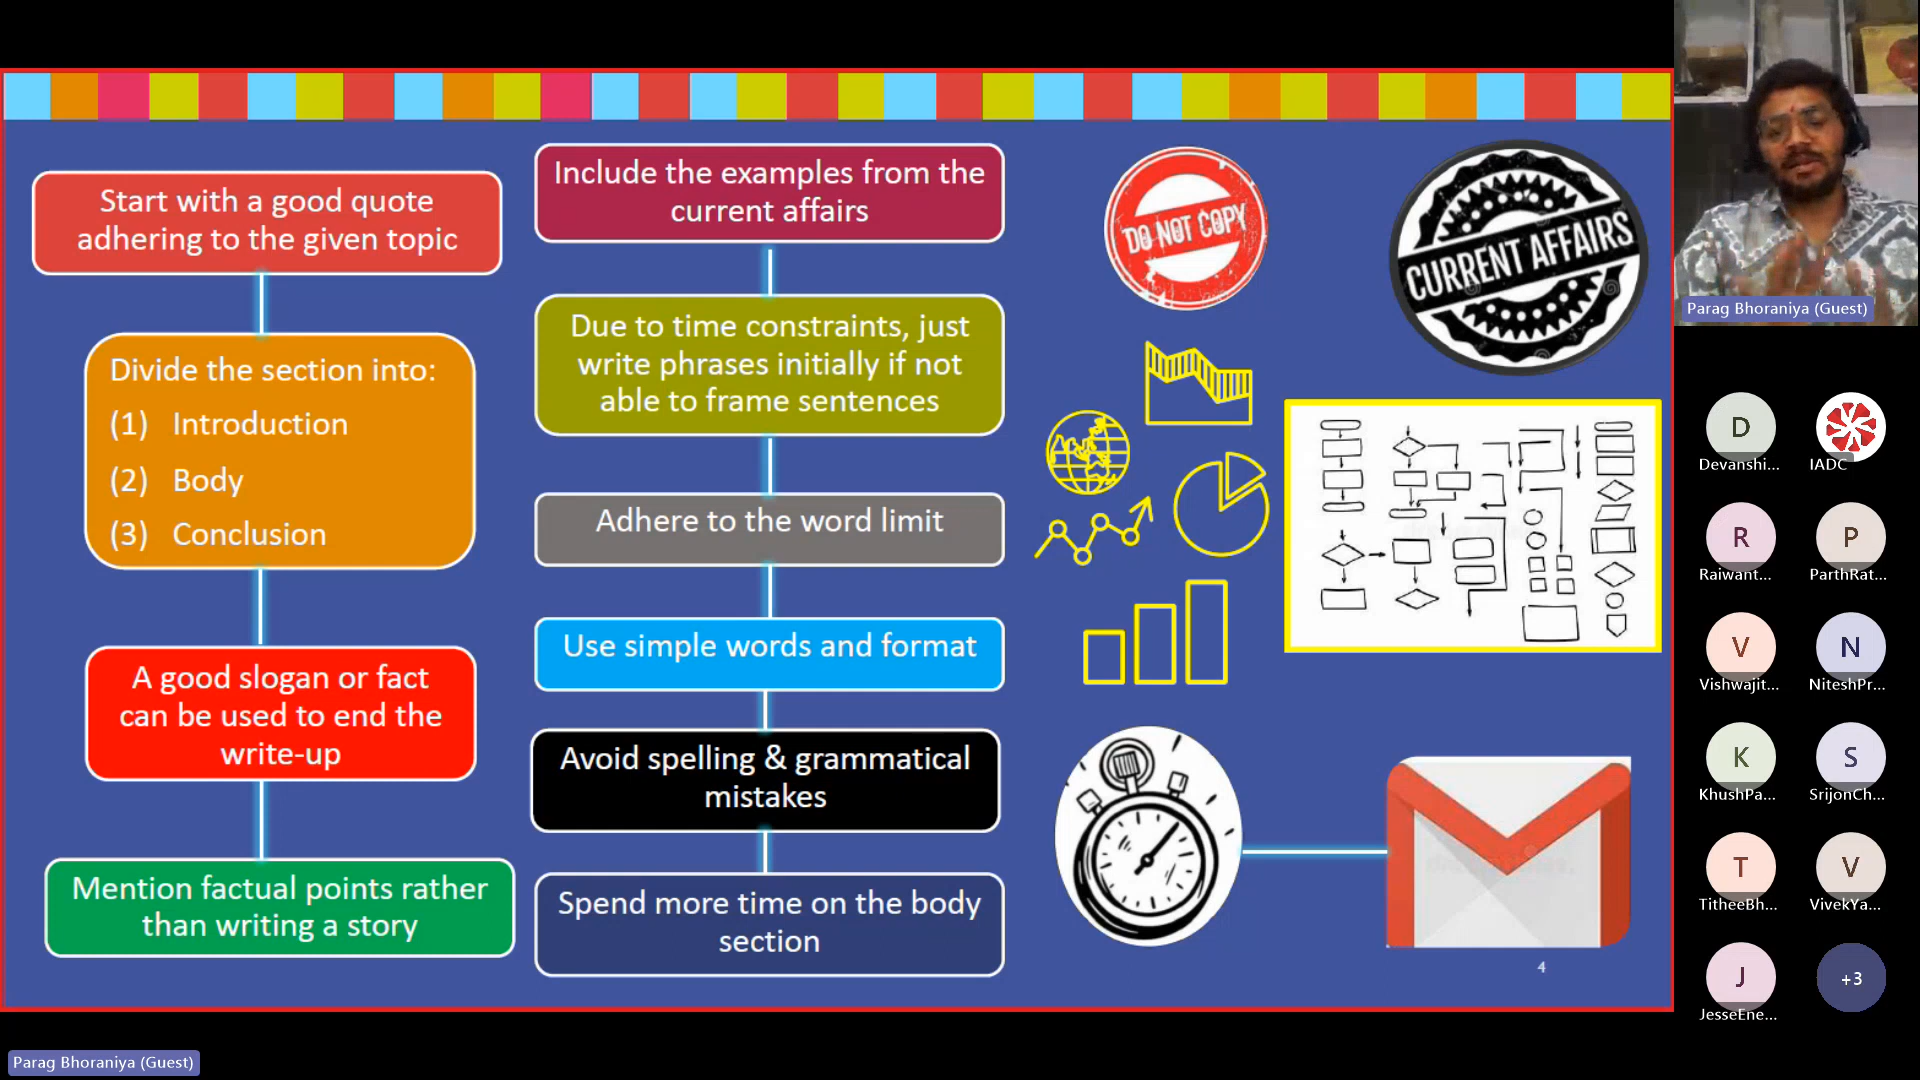 Start with a good quote
adhering to the given topic
Divide the section into:
(1) Introduction
(2) Body
(3) Conclusion
A good slogan or fact
can be used to end the
write-up
Mention factual points rather
than writing a story
Include the examples from the
current affairs
Due to time constraints, just
write phrases initially if not
able to frame sentences
Adhere to the word limit
Use simple words and format
Avoid spelling & grammatical
mistakes
Spend more time on the body
section
DO NOT COPY
CURRENT AFFAIRS
4
Parag Bhoraniya (Guest)
D
Devanshi...
IADC
R
Raiwant...
P
ParthRat...
V
Vishwajit...
N
NiteshPr...
K
KhushPa...
S
SrijonCh...
T
TitheeBh...
V
VivekYa...
J
JesseEne...
+3
Parag Bhoraniya (Guest)